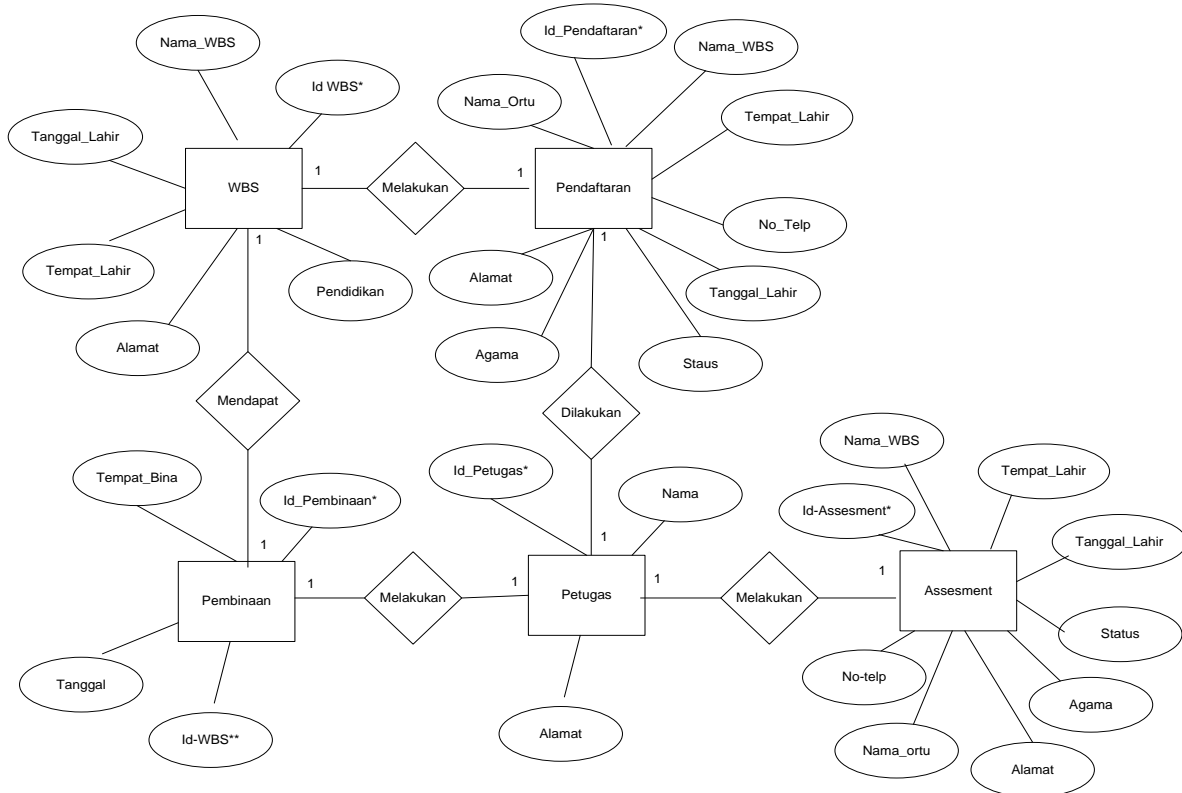 Id_Pendaftaran*
Nama_WBS
Nama_WBS
Id WBS*
Nama_Ortu
Tempat_Lahir
Tanggal_Lahir
1
1
WBS
Melakukan
Pendaftaran
No_Telp
1
1
Tempat_Lahir
Pendidikan
Alamat
Tanggal_Lahir
Alamat
Agama
Staus
Mendapat
Dilakukan
Nama_WBS
Tempat_Bina
Id_Petugas*
Tempat_Lahir
Id_Pembinaan*
Nama
Id-Assesment*
Tanggal_Lahir
1
1
1
1
1
1
Pembinaan
Melakukan
Petugas
Melakukan
Assesment
Status
No-telp
Tanggal
Agama
Id-WBS**
Alamat
Nama_ortu
Alamat